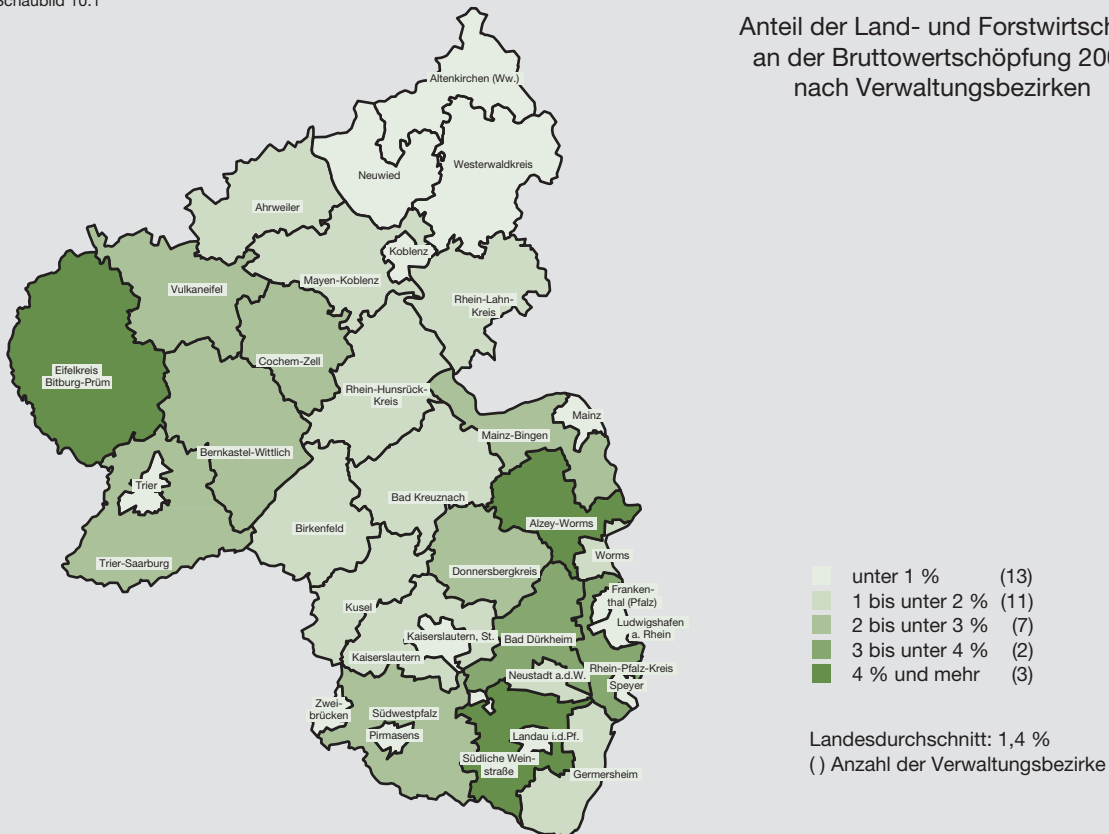 Schaubild 10.1
Anteil der Land- und Forstwirtsch
an der Bruttowertschöpfung 200
nach Verwaltungsbezirken
Altenkirchen (Ww.)
Westerwaldkreis
Neuwied
Ahrweiler
Koblenz
Mayen-Koblenz
Vulkaneifel
Rhein-Lahn-
Kreis
Cochem-Zell
Eifelkreis
Bitburg-Prüm
Rhein-Hunsrück-
Kreis
Mainz
Mainz-Bingen
Bernkastel-Wittlich
Trier
Bad Kreuznach
Birkenfeld
Alzey-Worms
Worms
Trier-Saarburg
Donnersbergkreis
Kusel
Franken-
thal (Pfalz)
Ludwigshafen
a. Rhein
Kaiserslautern, St.
Bad Dürkheim
Kaiserslautern
Rhein-Pfalz-Kreis
Neustadt a.d.W.
Speyer
Zwei-
brücken
Südwestpfalz
Pirmasens
Landau i.d.Pf.
Südliche Wein-
straße
Germersheim
unter 1 % (13)
1 bis unter 2 % (11)
2 bis unter 3 % (7)
3 bis unter 4 % (2)
4 % und mehr (3)
Landesdurchschnitt: 1,4 %
( ) Anzahl der Verwaltungsbezirke